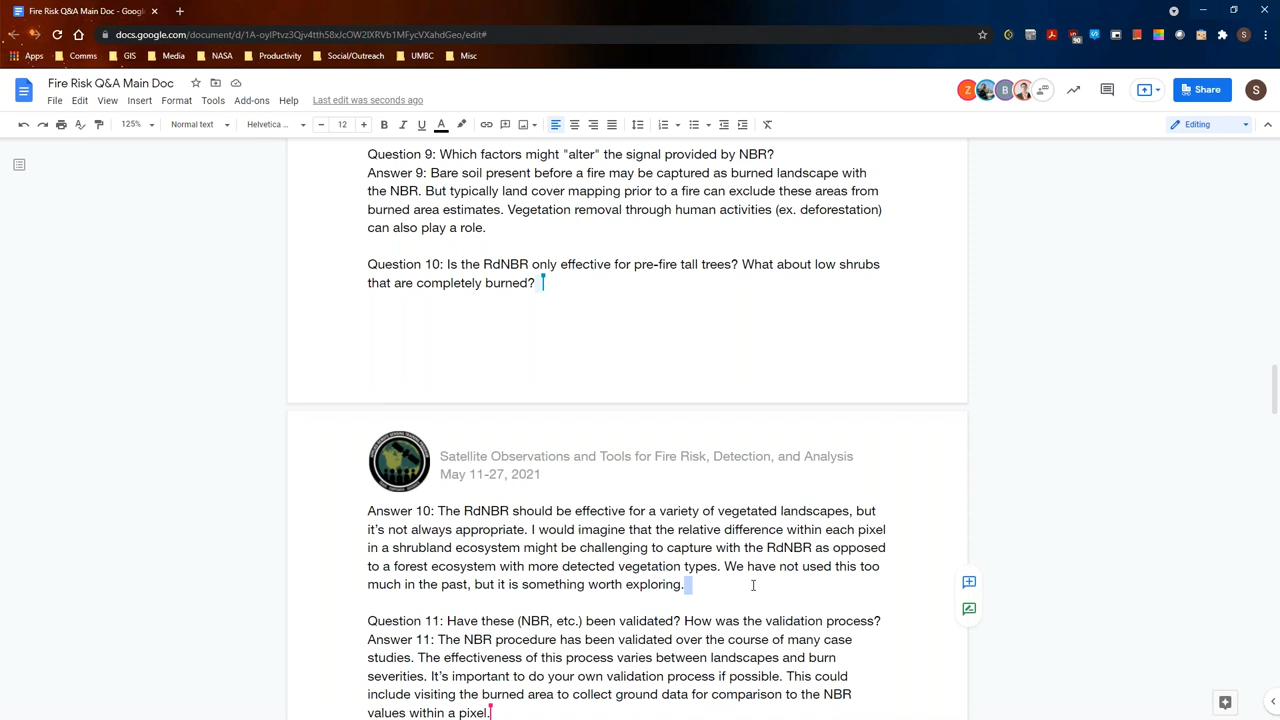 Fire Risk Q&A Main Doc - Google
docs.google.com/document/d/1A-oyIPtvz3Qjv4tth58xJcOW2IXRVb1MFycVXahdGeo/edit#
Apps Comms GIS Media NASA Productivity Social/Outreach UMBC Misc
Fire Risk Q&A Main Doc
File Edit View Insert Format Tools Add-ons Help Last edit was seconds ago
Z B S
Share
125% Normal text Helvetica ... 12 B I U A Editing
Question 9: Which factors might "alter" the signal provided by NBR?
Answer 9: Bare soil present before a fire may be captured as burned landscape with
the NBR. But typically land cover mapping prior to a fire can exclude these areas from
burned area estimates. Vegetation removal through human activities (ex. deforestation)
can also play a role.
Question 10: Is the RdNBR only effective for pre-fire tall trees? What about low shrubs
that are completely burned?
Satellite Observations and Tools for Fire Risk, Detection, and Analysis
May 11-27, 2021
Answer 10: The RdNBR should be effective for a variety of vegetated landscapes, but
it's not always appropriate. I would imagine that the relative difference within each pixel
in a shrubland ecosystem might be challenging to capture with the RdNBR as opposed
to a forest ecosystem with more detected vegetation types. We have not used this too
much in the past, but it is something worth exploring.
Question 11: Have these (NBR, etc.) been validated? How was the validation process?
Answer 11: The NBR procedure has been validated over the course of many case
studies. The effectiveness of this process varies between landscapes and burn
severities. It's important to do your own validation process if possible. This could
include visiting the burned area to collect ground data for comparison to the NBR
values within a pixel.